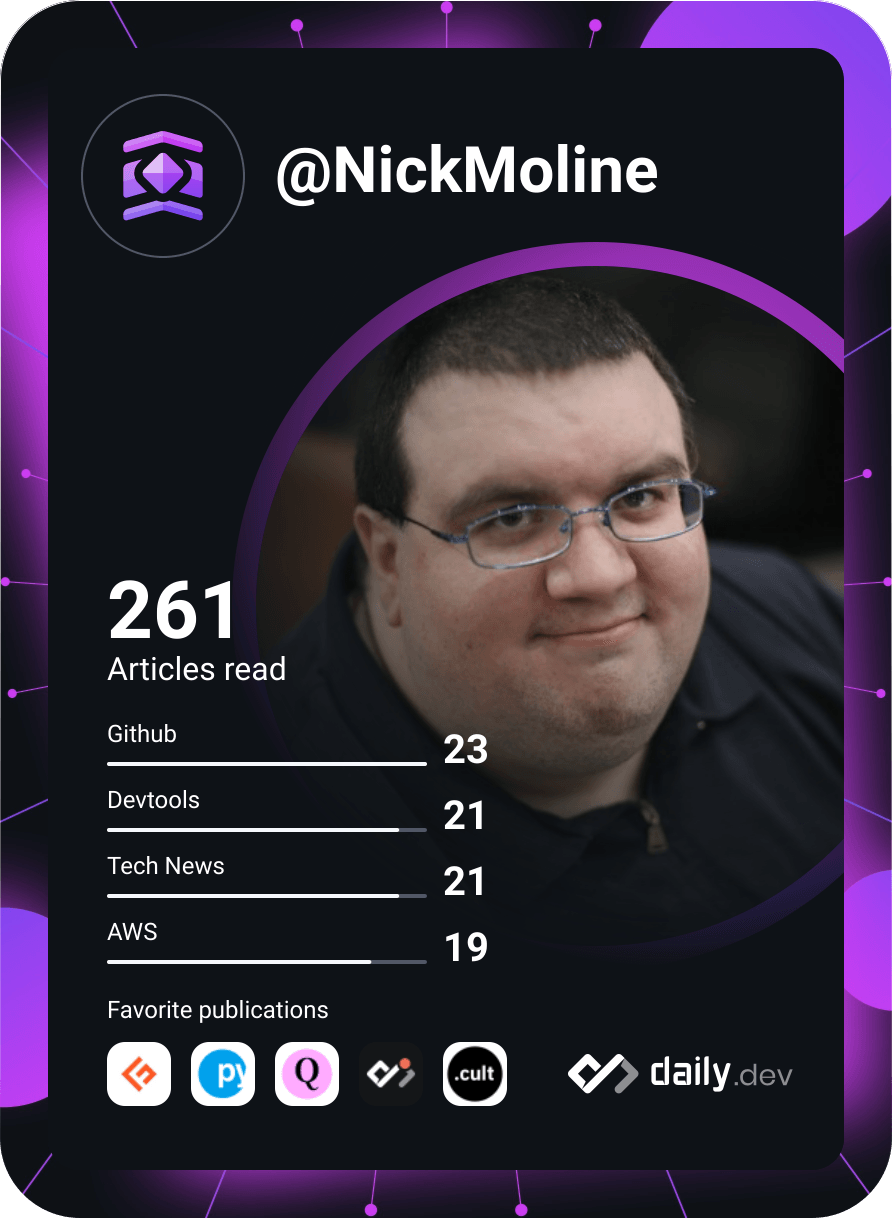 @NickMoline
261
Articles read
Github
23
Devtools
21
Tech News
21
AWS
19
Favorite publications
py
Q
.cult
daily.dev